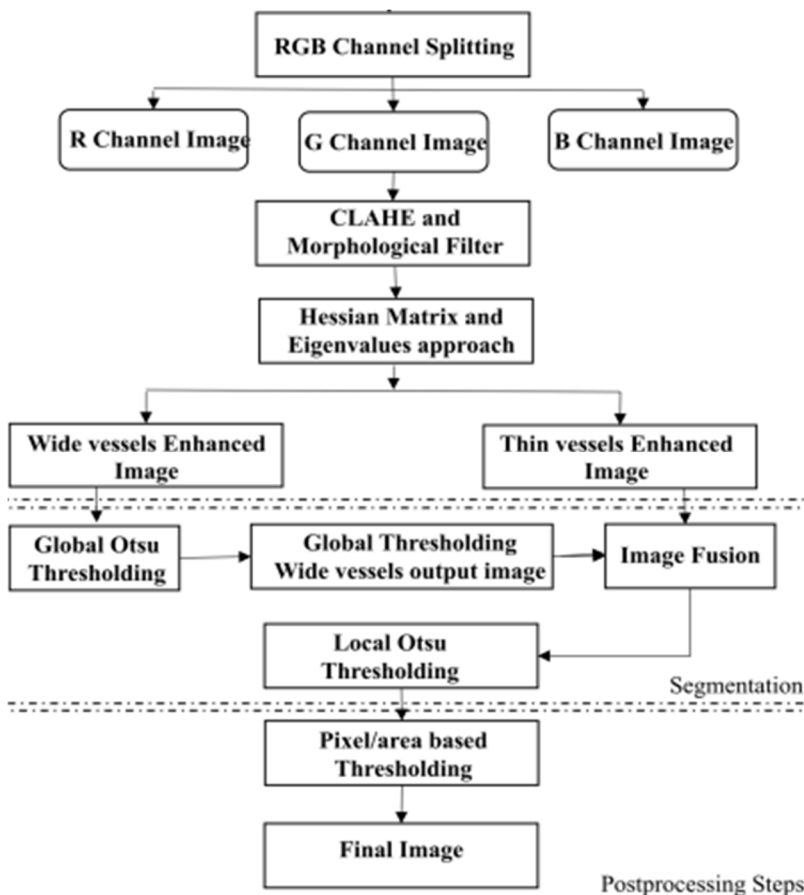 RGB Channel Splitting
R Channel Image
G Channel Image
B Channel Image
CLAHE and
Morphological Filter
Hessian Matrix and
Eigenvalues approach
Wide vessels Enhanced
Image
Thin vessels Enhanced
Image
Global Otsu
Thresholding
Global Thresholding
Wide vessels output image
Image Fusion
Local Otsu
Thresholding
Segmentation
Pixel/area based
Thresholding
Final Image
Postprocessing Steps